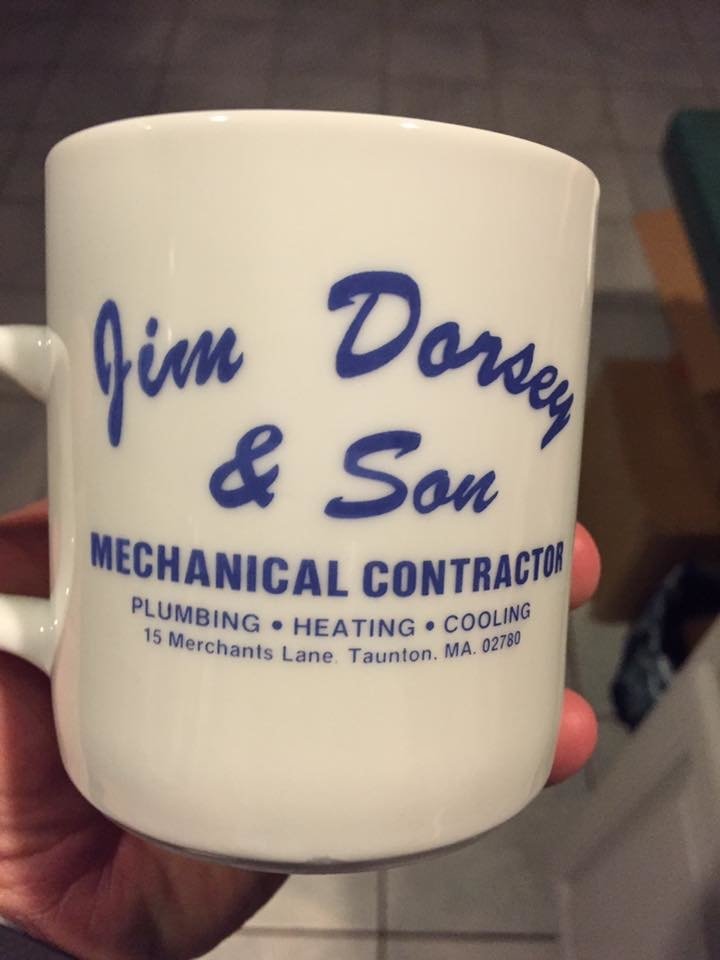 Jim Dorsey
& Son
MECHANICAL CONTRACTOR
PLUMBING • HEATING • COOLING
15 Merchants Lane. Taunton. MA. 02780